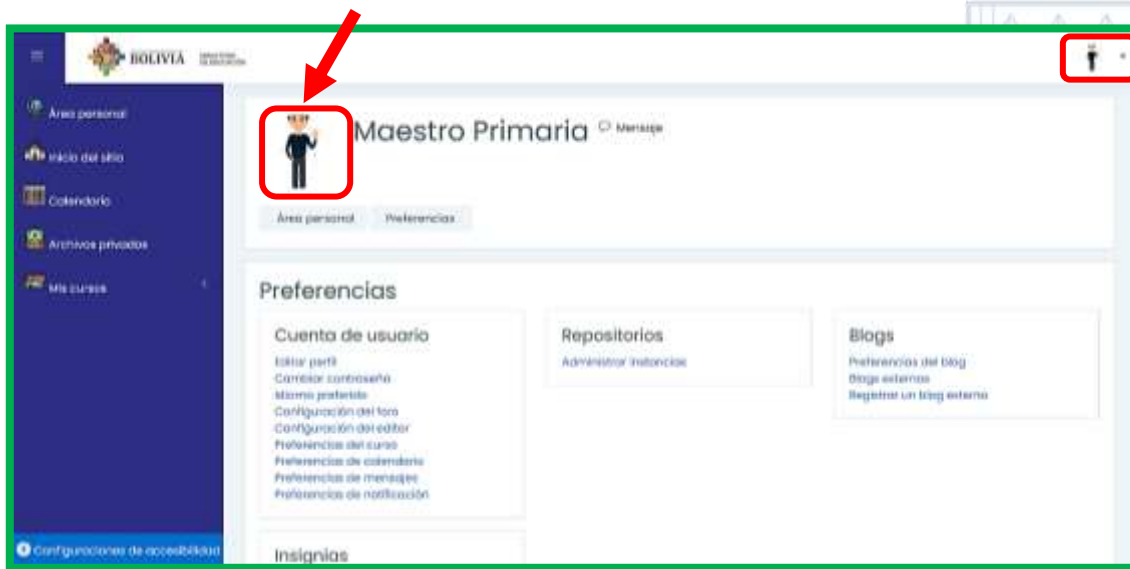 BOLIVIA
Área personal
Inicio del sitio
Calendario
Archivos privados
Mis cursos
Configuraciones de accesibilidad
Maestro Primaria Mensaje
Área personal Preferencias
Preferencias
Cuenta de usuario
Editar perfil
Cambiar contraseña
Idioma preferido
Configuración del foro
Configuración del editor
Preferencias del curso
Preferencias de calendario
Preferencias de mensajes
Preferencias de notificación
Insignias
Repositorios
Administrar instancias
Blogs
Preferencias del blog
Blogs externos
Registrar un blog externo